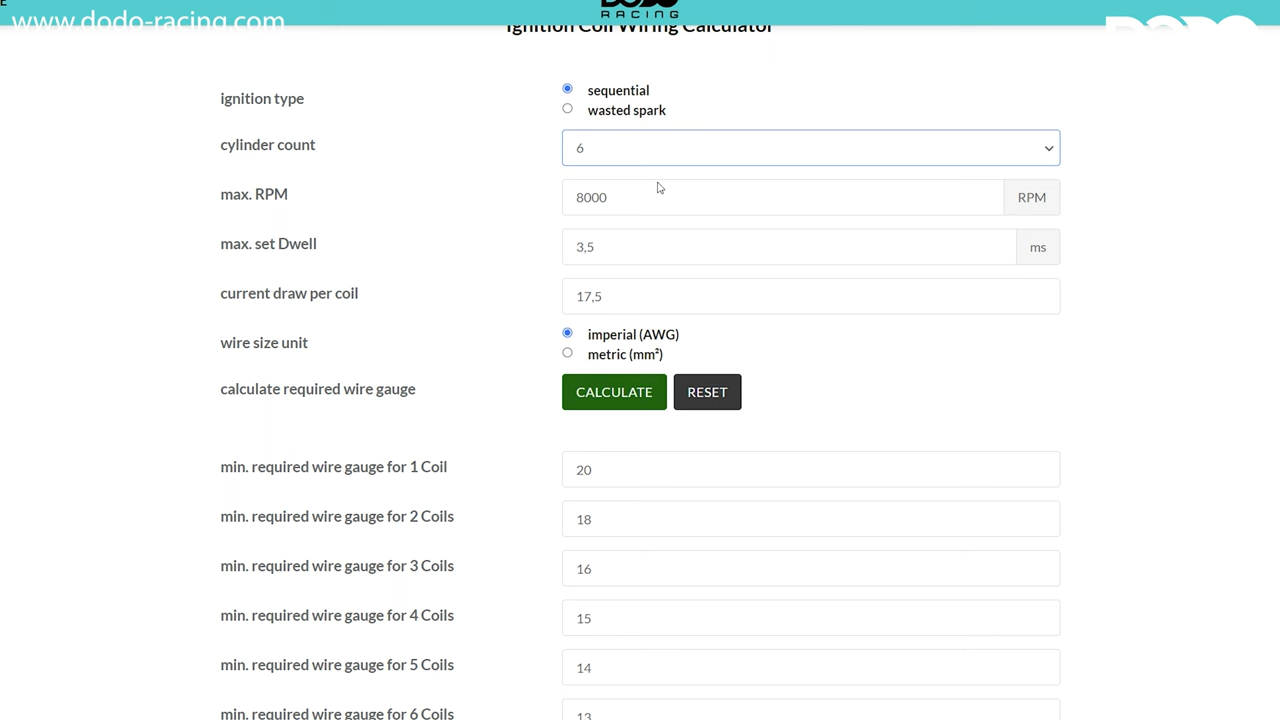 E
www.dodo-racing.com
DODO
RACING
DODO
Ignition Coil Wiring Calculator
ignition type
sequential
wasted spark
cylinder count
6
max. RPM
8000
RPM
max. set Dwell
3,5
ms
current draw per coil
17,5
wire size unit
imperial (AWG)
metric (mm²)
calculate required wire gauge
CALCULATE
RESET
min. required wire gauge for 1 Coil
20
min. required wire gauge for 2 Coils
18
min. required wire gauge for 3 Coils
16
min. required wire gauge for 4 Coils
15
min. required wire gauge for 5 Coils
14
min. required wire gauge for 6 Coils
13